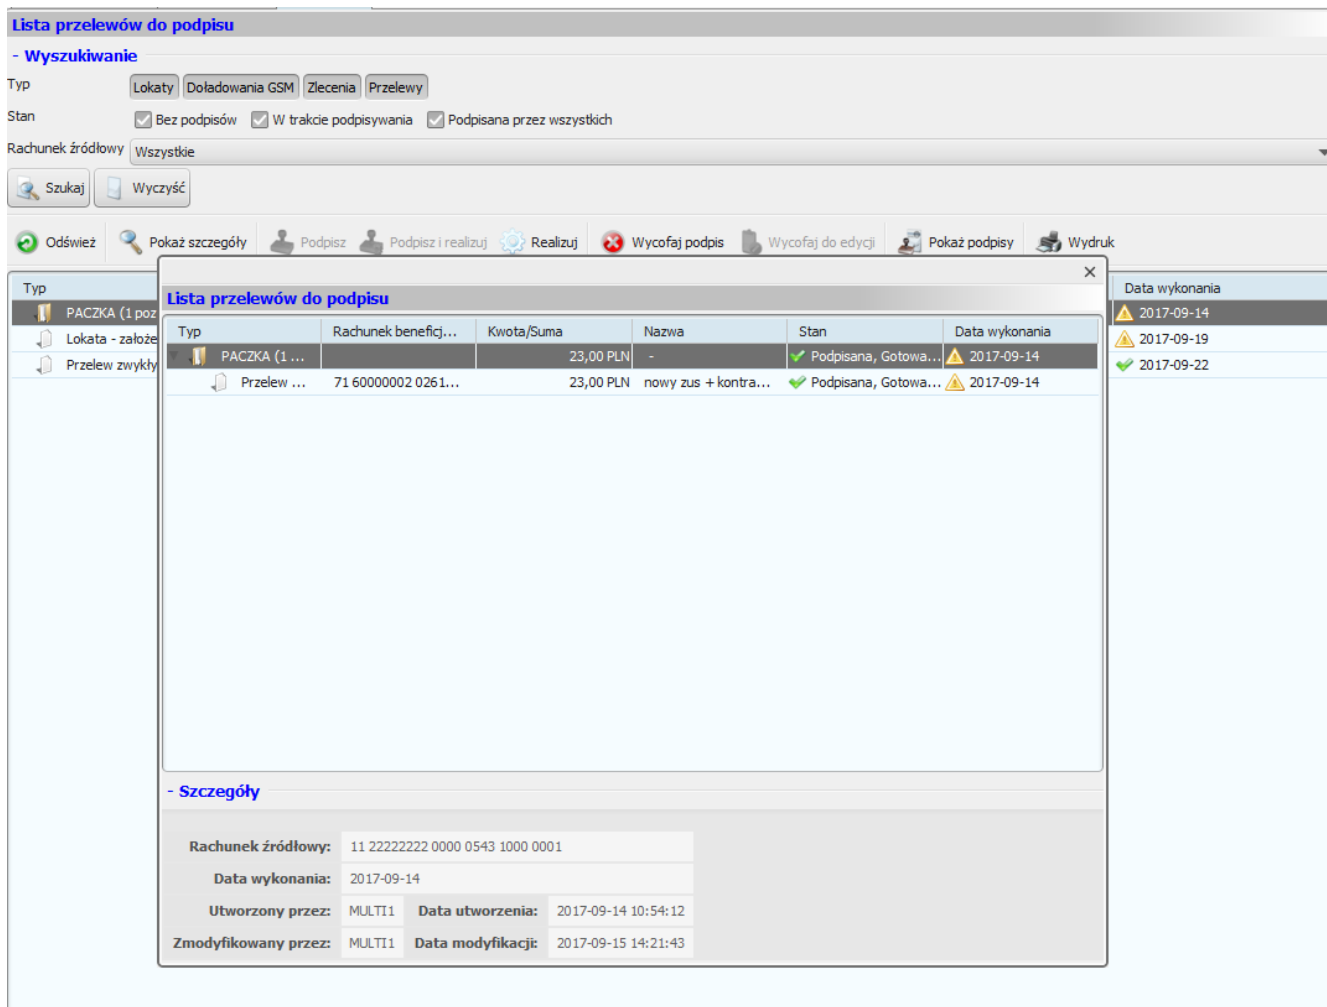 Lista przelewów do podpisu
- Wyszukiwanie
Typ Lokaty Doładowania GSM Zlecenia Przelewy
Stan Bez podpisów W trakcie podpisywania Podpisana przez wszystkich
Rachunek źródłowy Wszystkie
Szukaj Wyczyść
Odśwież Pokaż szczegóły Podpisz Podpisz i realizuj Realizuj Wycofaj podpis Wycofaj do edycji Pokaż podpisy Wydruk
Typ Data wykonania
PACZKA (1 poz 2017-09-14
Lokata - założe 2017-09-19
Przelew zwykły 2017-09-22
Lista przelewów do podpisu
Typ Rachunek beneficj... Kwota/Suma Nazwa Stan Data wykonania
PACZKA (1 ... 23,00 PLN - Podpisana, Gotowa... 2017-09-14
Przelew ... 71 60000002 0261... 23,00 PLN nowy zus + kontra... Podpisana, Gotowa... 2017-09-14
- Szczegóły
Rachunek źródłowy: 11 22222222 0000 0543 1000 0001
Data wykonania: 2017-09-14
Utworzony przez: MULTI1 Data utworzenia: 2017-09-14 10:54:12
Zmodyfikowany przez: MULTI1 Data modyfikacji: 2017-09-15 14:21:43